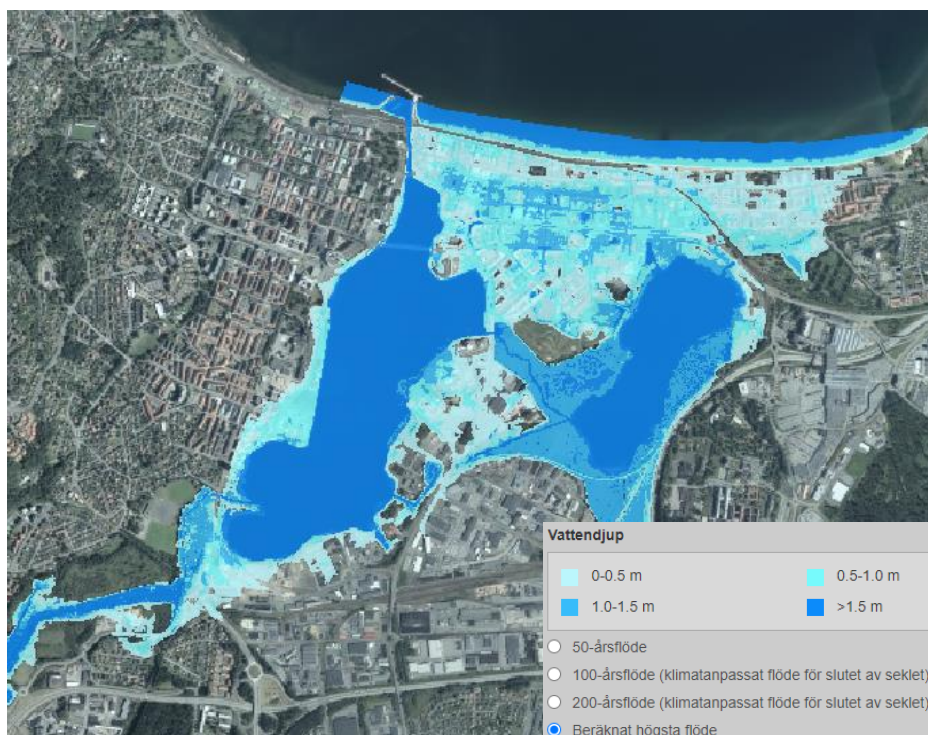 Vattendjup
0-0.5 m 0.5-1.0 m
1.0-1.5 m >1.5 m
50-årsflöde
100-årsflöde (klimatanpassat flöde för slutet av seklet)
200-årsflöde (klimatanpassat flöde för slutet av seklet)
Beräknat högsta flöde